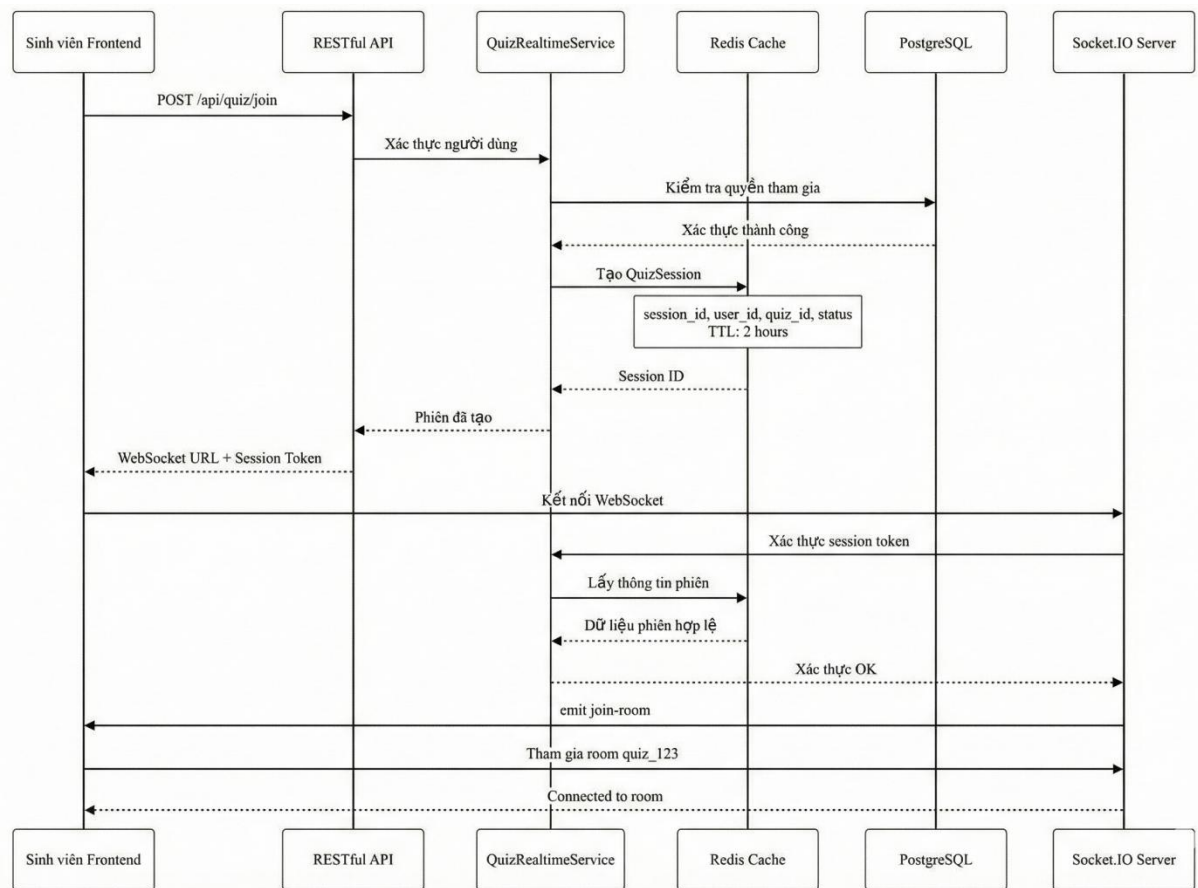 Sinh viên Frontend
RESTful API
QuizRealtimeService
Redis Cache
PostgreSQL
Socket.IO Server
POST /api/quiz/join
Xác thực người dùng
Kiểm tra quyền tham gia
Xác thực thành công
Tạo QuizSession
session_id, user_id, quiz_id, status
TTL: 2 hours
Session ID
Phiên đã tạo
WebSocket URL + Session Token
Kết nối WebSocket
Xác thực session token
Lấy thông tin phiên
Dữ liệu phiên hợp lệ
Xác thực OK
emit join-room
Tham gia room quiz_123
Connected to room
Sinh viên Frontend
RESTful API
QuizRealtimeService
Redis Cache
PostgreSQL
Socket.IO Server